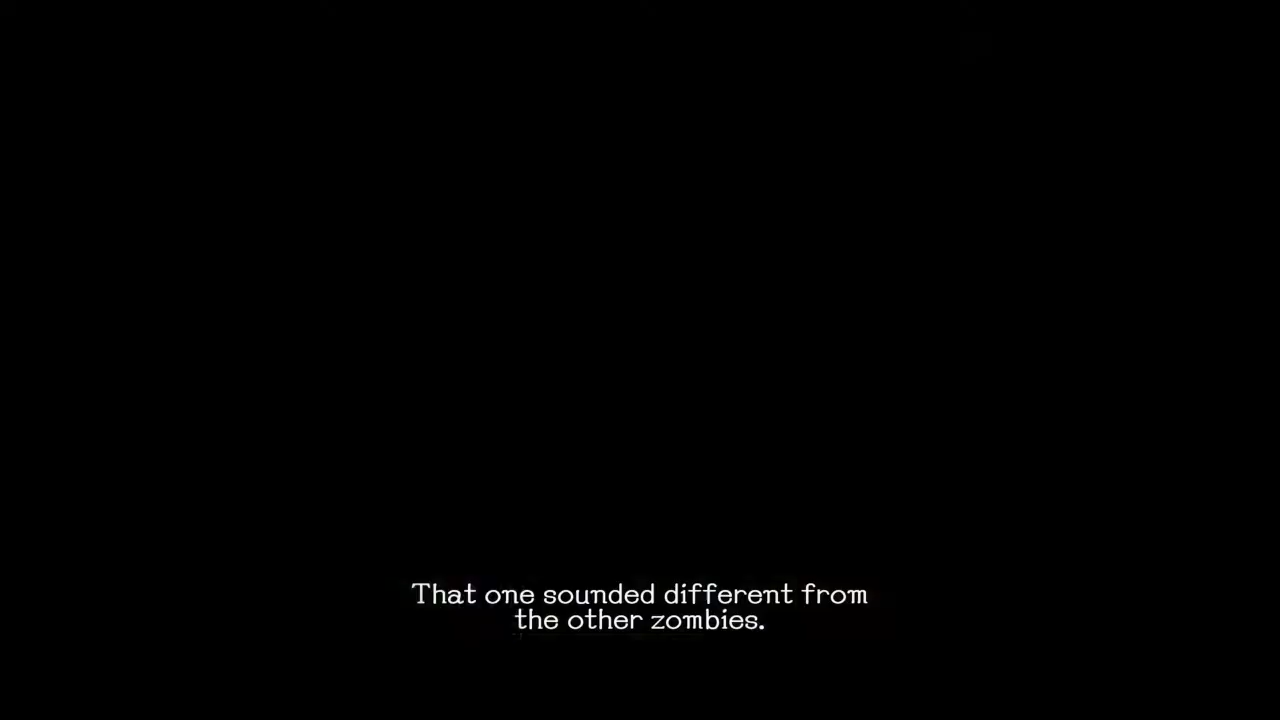 That one sounded different from
the other zombies.